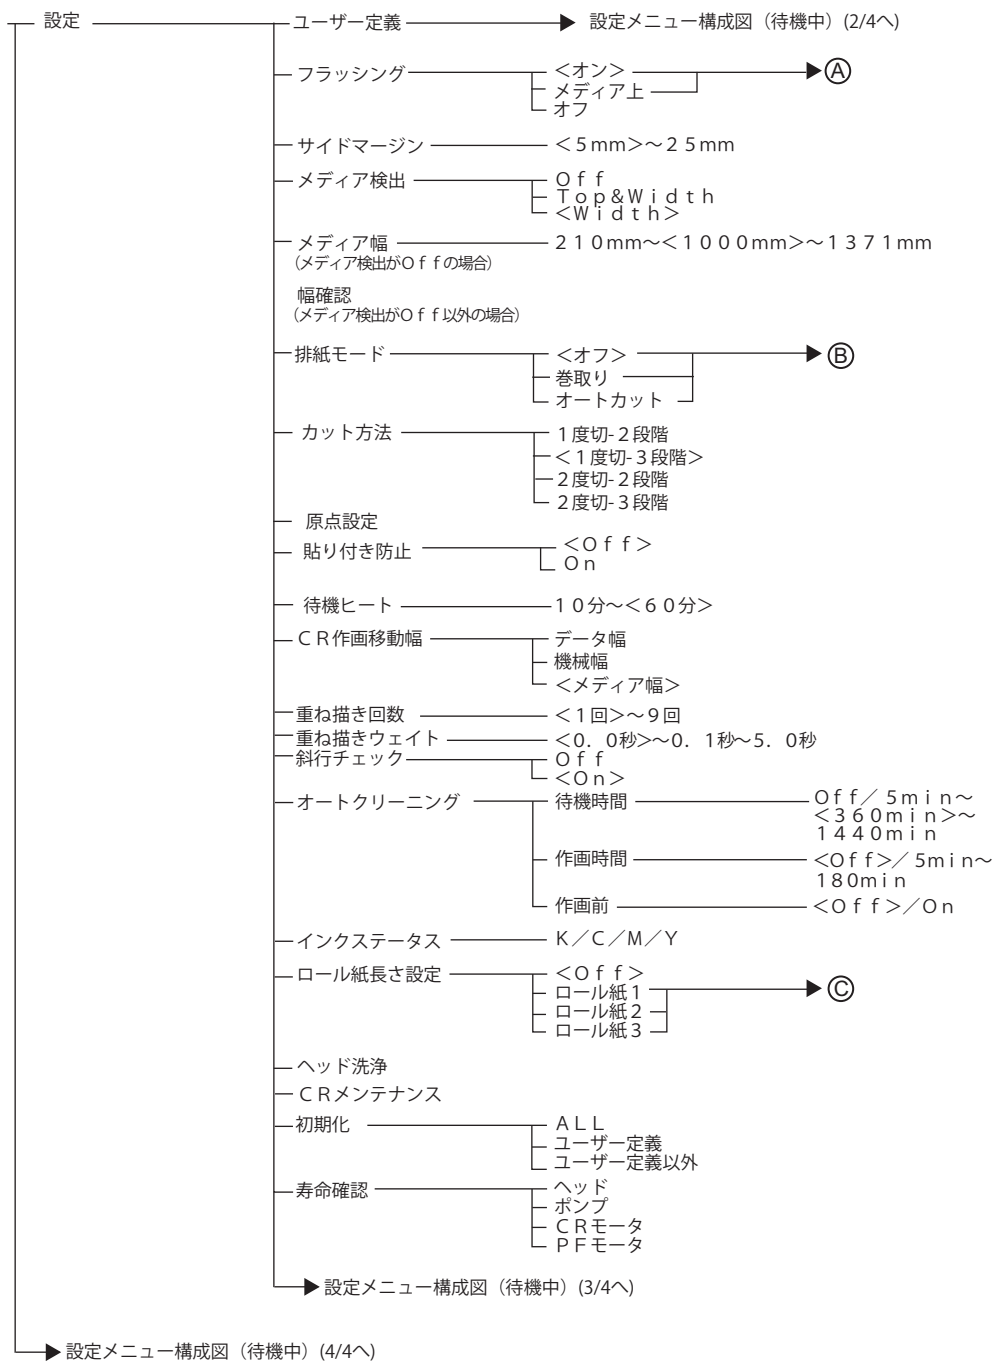 設定
ユーザー定義
設定メニュー構成図（待機中）(2/4へ)
フラッシング
＜オン＞
Ⓐ
メディア上
オフ
サイドマージン
＜５mm＞～２５mm
メディア検出
Ｏｆｆ
Ｔｏｐ＆Ｗｉｄｔｈ
＜Ｗｉｄｔｈ＞
メディア幅
２１０mm～＜１０００mm＞～１３７１mm
（メディア検出がＯｆｆの場合）
幅確認
（メディア検出がＯｆｆ以外の場合）
排紙モード
＜オフ＞
Ⓑ
巻取り
オートカット
カット方法
１度切-２段階
＜１度切-３段階＞
２度切-２段階
２度切-３段階
原点設定
貼り付き防止
＜Ｏｆｆ＞
Ｏｎ
待機ヒート
１０分～＜６０分＞
ＣＲ作画移動幅
データ幅
機械幅
＜メディア幅＞
重ね描き回数
＜１回＞～９回
重ね描きウェイト
＜０．０秒＞～０．１秒～５．０秒
斜行チェック
Ｏｆｆ
＜Ｏｎ＞
オートクリーニング
待機時間
Ｏｆｆ／５ｍｉｎ～
＜３６０ｍｉｎ＞～
１４４０ｍｉｎ
作画時間
＜Ｏｆｆ＞／５ｍｉｎ～
１８０ｍｉｎ
作画前
＜Ｏｆｆ＞／Ｏｎ
インクステータス
Ｋ／Ｃ／Ｍ／Ｙ
ロール紙長さ設定
＜Ｏｆｆ＞
ロール紙１
Ⓒ
ロール紙２
ロール紙３
ヘッド洗浄
ＣＲメンテナンス
初期化
ＡＬＬ
ユーザー定義
ユーザー定義以外
寿命確認
ヘッド
ポンプ
ＣＲモータ
ＰＦモータ
設定メニュー構成図（待機中）(3/4へ)
設定メニュー構成図（待機中）(4/4へ)